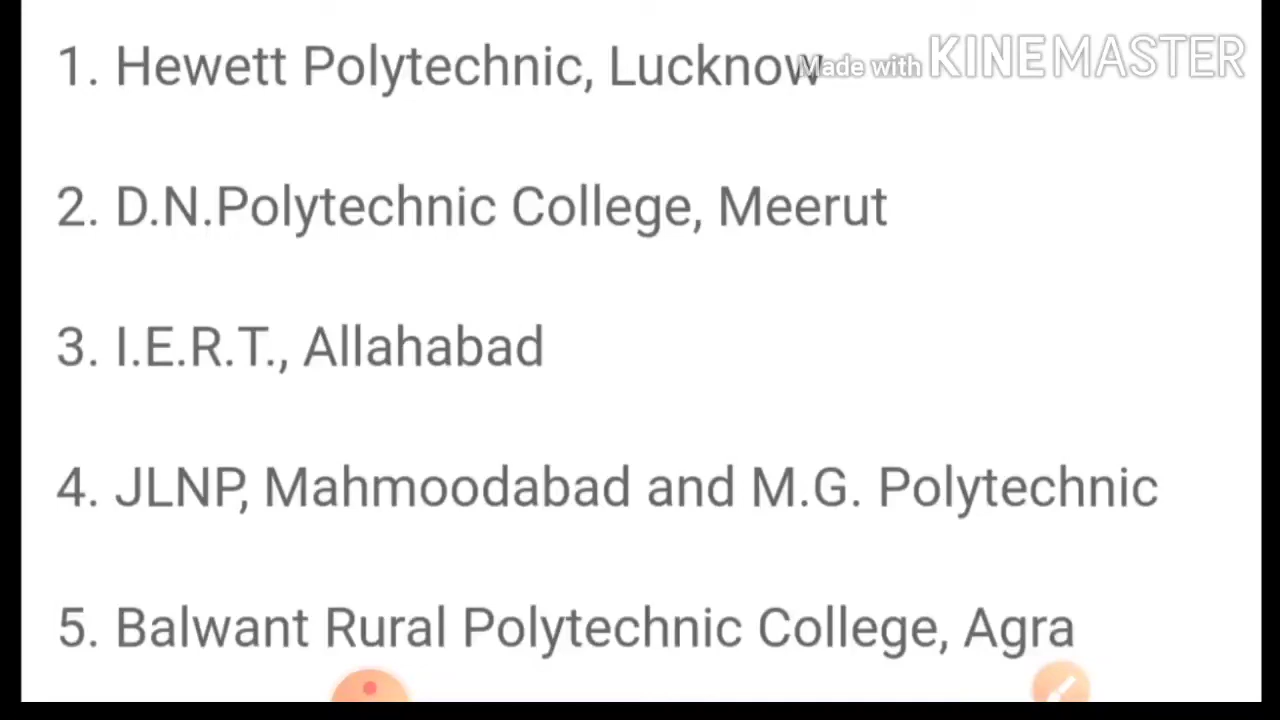 1. Hewett Polytechnic, Lucknow
Made with KINEMASTER
2. D.N.Polytechnic College, Meerut
3. I.E.R.T., Allahabad
4. JLNP, Mahmoodabad and M.G. Polytechnic
5. Balwant Rural Polytechnic College, Agra